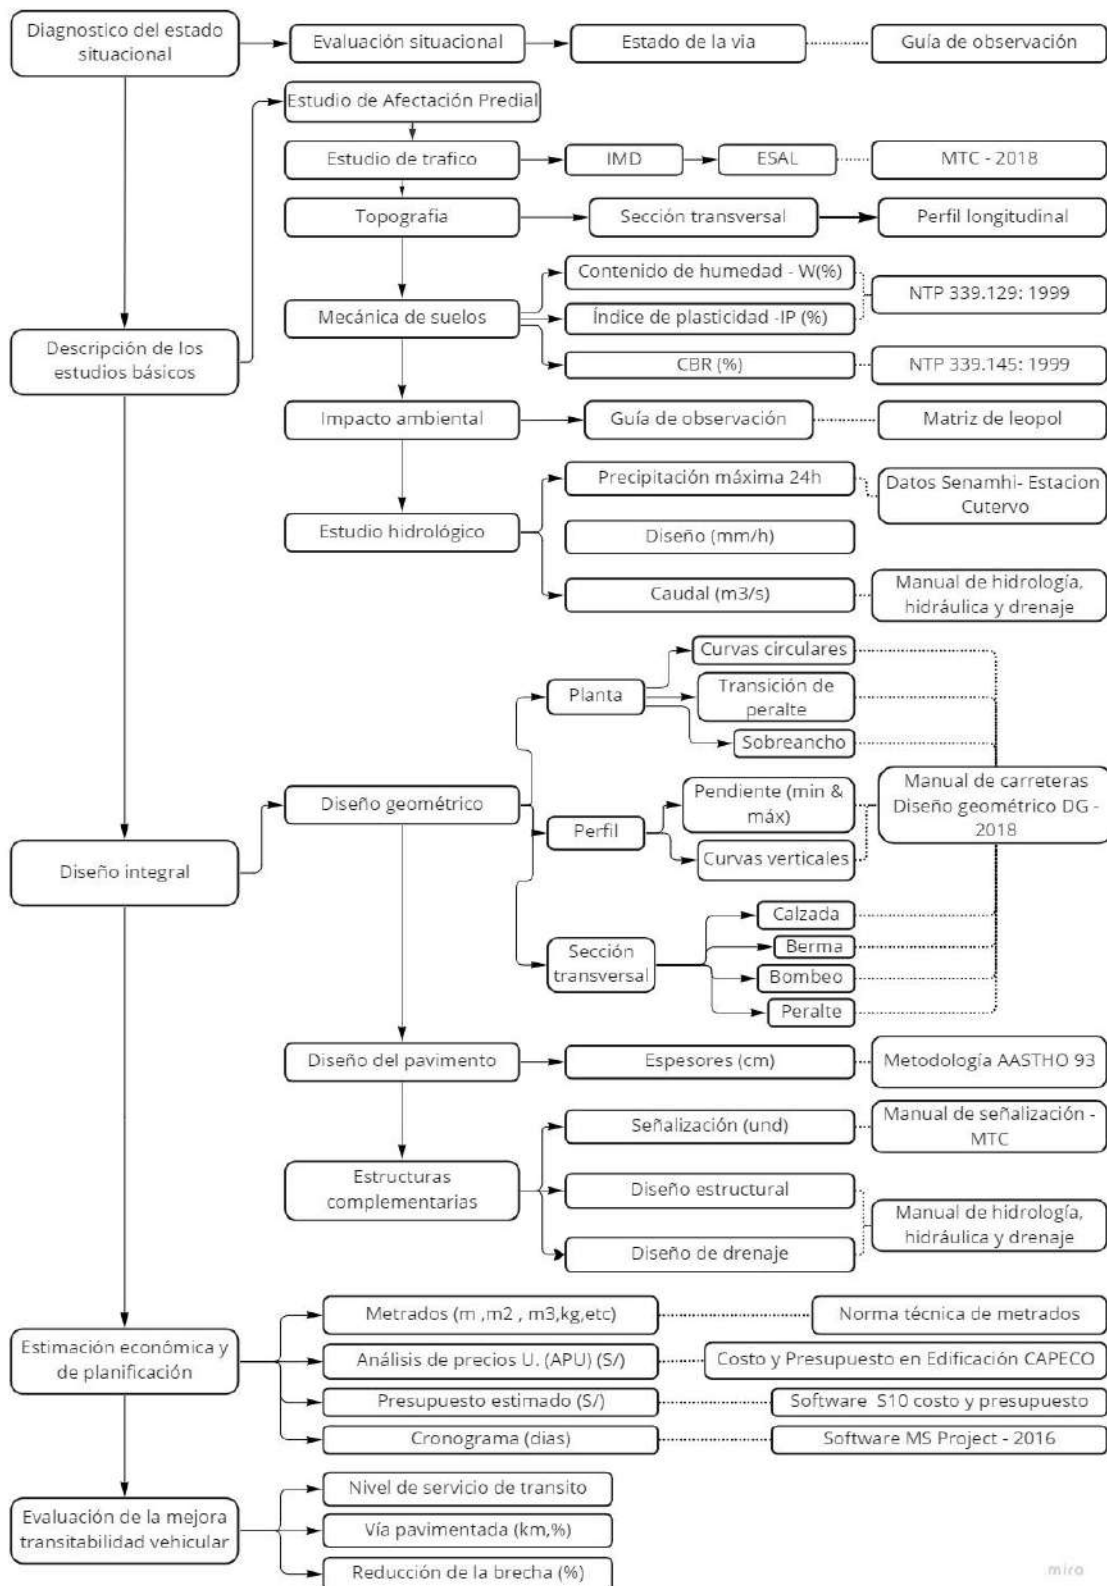 Diagnostico del estado
situacional
Evaluación situacional
Estado de la via
Guía de observación
Estudio de Afectación Predial
Estudio de trafico
IMD
ESAL
MTC - 2018
Topografia
Sección transversal
Perfil longitudinal
Contenido de humedad - W(%)
NTP 339.129: 1999
Mecánica de suelos
Índice de plasticidad -IP (%)
Descripción de los
estudios básicos
CBR (%)
NTP 339.145: 1999
Impacto ambiental
Guía de observación
Matriz de leopol
Precipitación máxima 24h
Datos Senamhi- Estacion
Cutervo
Estudio hidrológico
Diseño (mm/h)
Caudal (m3/s)
Manual de hidrología,
hidráulica y drenaje
Curvas circulares
Planta
Transición de
peralte
Sobreancho
Diseño geométrico
Pendiente (min &
máx)
Manual de carreteras
Diseño geométrico DG -
2018
Perfil
Curvas verticales
Diseño integral
Calzada
Sección
transversal
Berma
Bombeo
Peralte
Diseño del pavimento
Espesores (cm)
Metodología AASTHO 93
Señalización (und)
Manual de señalización -
MTC
Estructuras
complementarias
Diseño estructural
Manual de hidrología,
hidráulica y drenaje
Diseño de drenaje
Estimación económica y
de planificación
Metrados (m ,m2 , m3,kg,etc)
Norma técnica de metrados
Análisis de precios U. (APU) (S/)
Costo y Presupuesto en Edificación CAPECO
Presupuesto estimado (S/)
Software S10 costo y presupuesto
Cronograma (dias)
Software MS Project - 2016
Evaluación de la mejora
transitabilidad vehicular
Nivel de servicio de transito
Vía pavimentada (km,%)
Reducción de la brecha (%)
miro